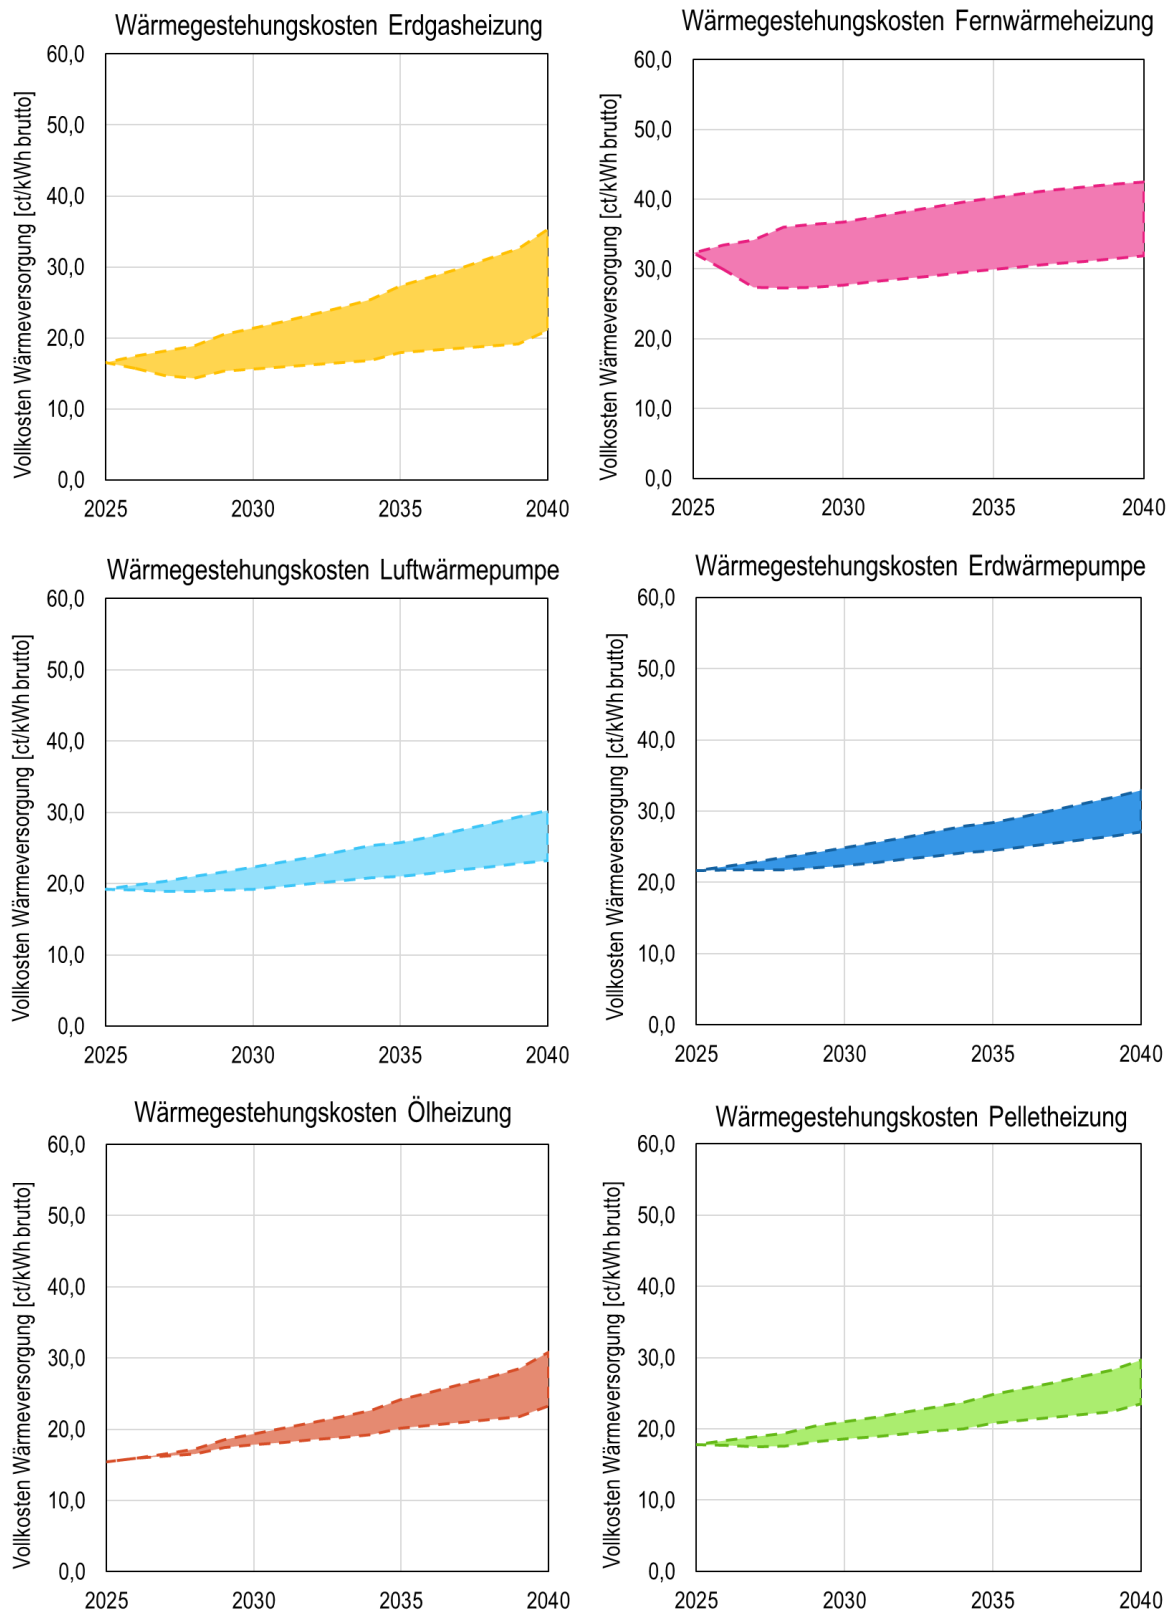 Wärmegestehungskosten Erdgasheizung
Vollkosten Wärmeversorgung [ct/kWh brutto]
60,0
50,0
40,0
30,0
20,0
10,0
0,0
2025 2030 2035 2040
Wärmegestehungskosten Fernwärmeheizung
Vollkosten Wärmeversorgung [ct/kWh brutto]
60,0
50,0
40,0
30,0
20,0
10,0
0,0
2025 2030 2035 2040
Wärmegestehungskosten Luftwärmepumpe
Vollkosten Wärmeversorgung [ct/kWh brutto]
60,0
50,0
40,0
30,0
20,0
10,0
0,0
2025 2030 2035 2040
Wärmegestehungskosten Erdwärmepumpe
Vollkosten Wärmeversorgung [ct/kWh brutto]
60,0
50,0
40,0
30,0
20,0
10,0
0,0
2025 2030 2035 2040
Wärmegestehungskosten Ölheizung
Vollkosten Wärmeversorgung [ct/kWh brutto]
60,0
50,0
40,0
30,0
20,0
10,0
0,0
2025 2030 2035 2040
Wärmegestehungskosten Pelletheizung
Vollkosten Wärmeversorgung [ct/kWh brutto]
60,0
50,0
40,0
30,0
20,0
10,0
0,0
2025 2030 2035 2040